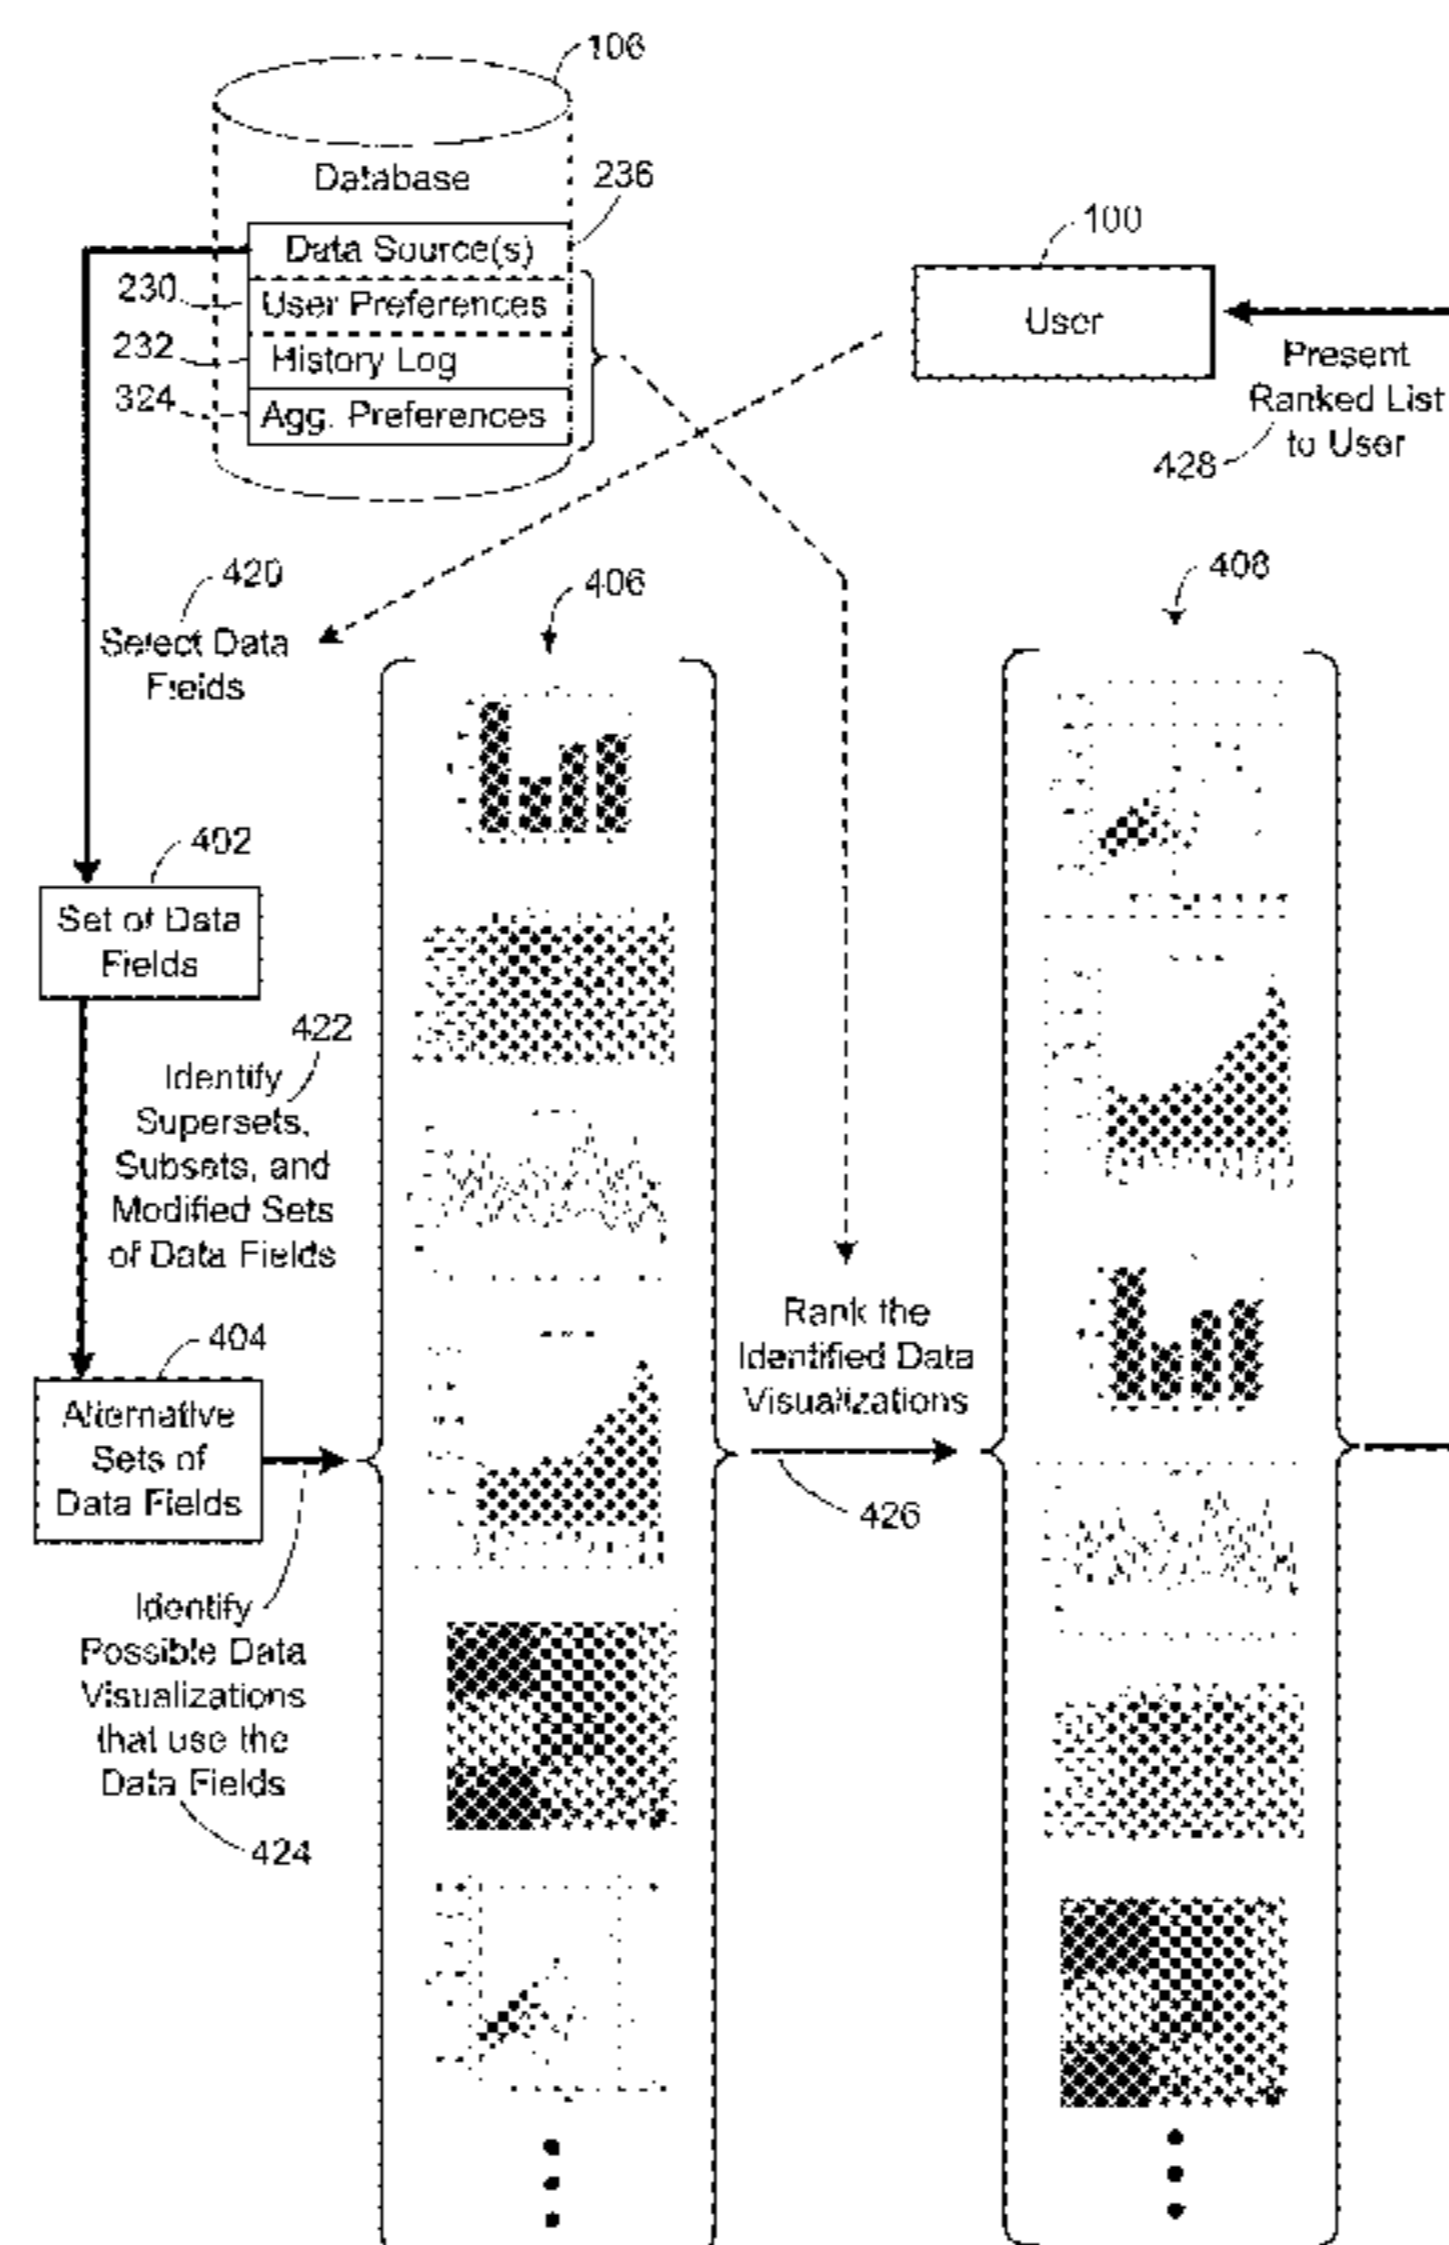 106
Database
236
Data Source(s)
230
User Preferences
232
History Log
324
Agg. Preferences
100
User
Present
Ranked List
to User
428
420
Select Data
Fields
406
408
402
Set of Data
Fields
422
Identify
Supersets,
Subsets, and
Modified Sets
of Data Fields
Rank the
Identified Data
Visualizations
426
404
Alternative
Sets of
Data Fields
Identify
Possible Data
Visualizations
that use the
Data Fields
424